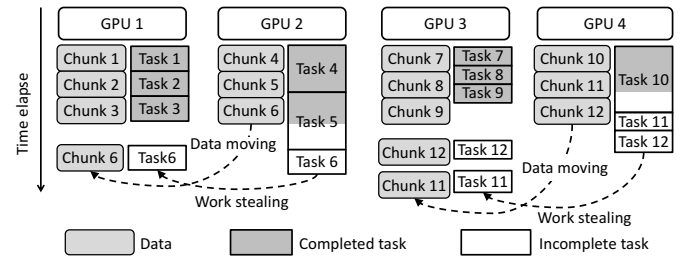 GPU 1
GPU 2
GPU 3
GPU 4
Time elapse
Chunk 1
Task 1
Chunk 2
Task 2
Chunk 3
Task 3
Chunk 6
Task6
Chunk 4
Task 4
Chunk 5
Chunk 6
Task 5
Task 6
Data moving
Work stealing
Chunk 7
Task 7
Chunk 8
Task 8
Task 9
Chunk 9
Chunk 12
Task 12
Chunk 11
Task 11
Chunk 10
Task 10
Chunk 11
Chunk 12
Task 11
Task 12
Data moving
Work stealing
Data
Completed task
Incomplete task